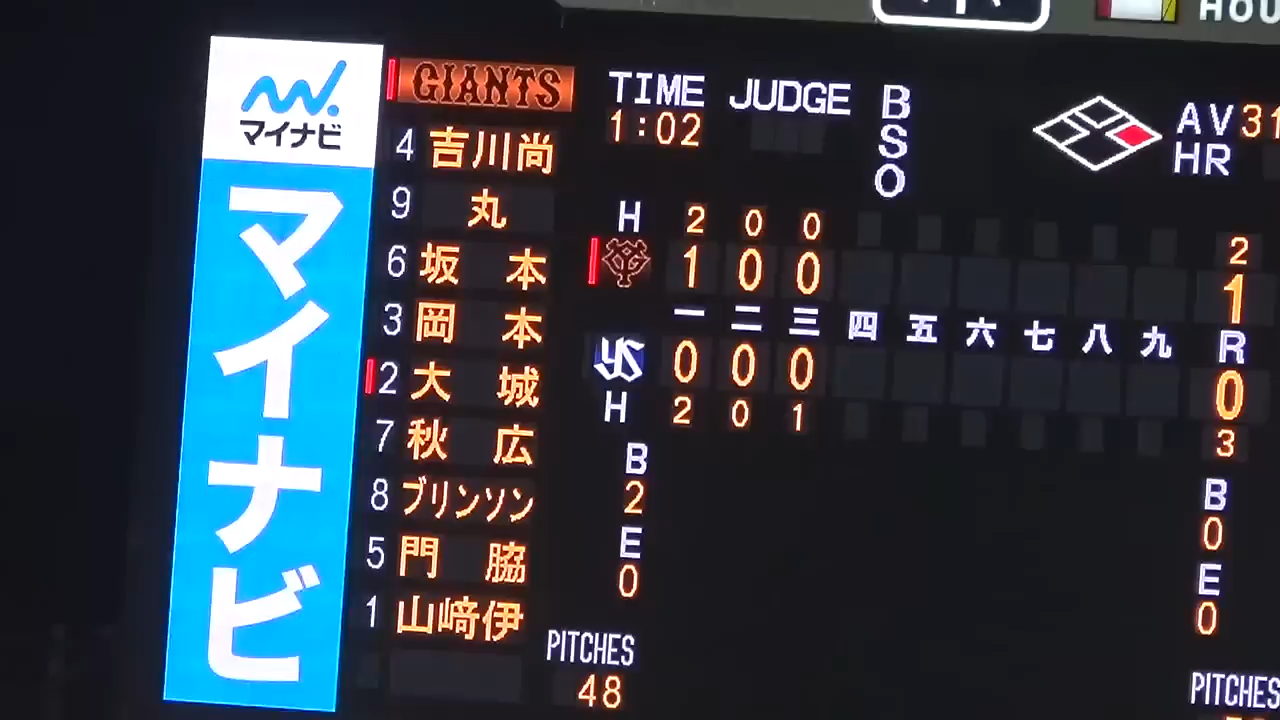 HOU
マイナビ
マイナビ
GIANTS
4 吉川尚
9 丸
6 坂本
3 岡本
2 大城
7 秋広
8 ブリンソン
5 門脇
1 山﨑伊
TIME JUDGE
1:02
B
S
O
AV 31
HR
H 2 0 0 2
YG 1 0 0 1
一 二 三 四 五 六 七 八 九 R
YS 0 0 0 0
H 2 0 1 3
B B
2 0
E E
0 0
PITCHES PITCHES
48